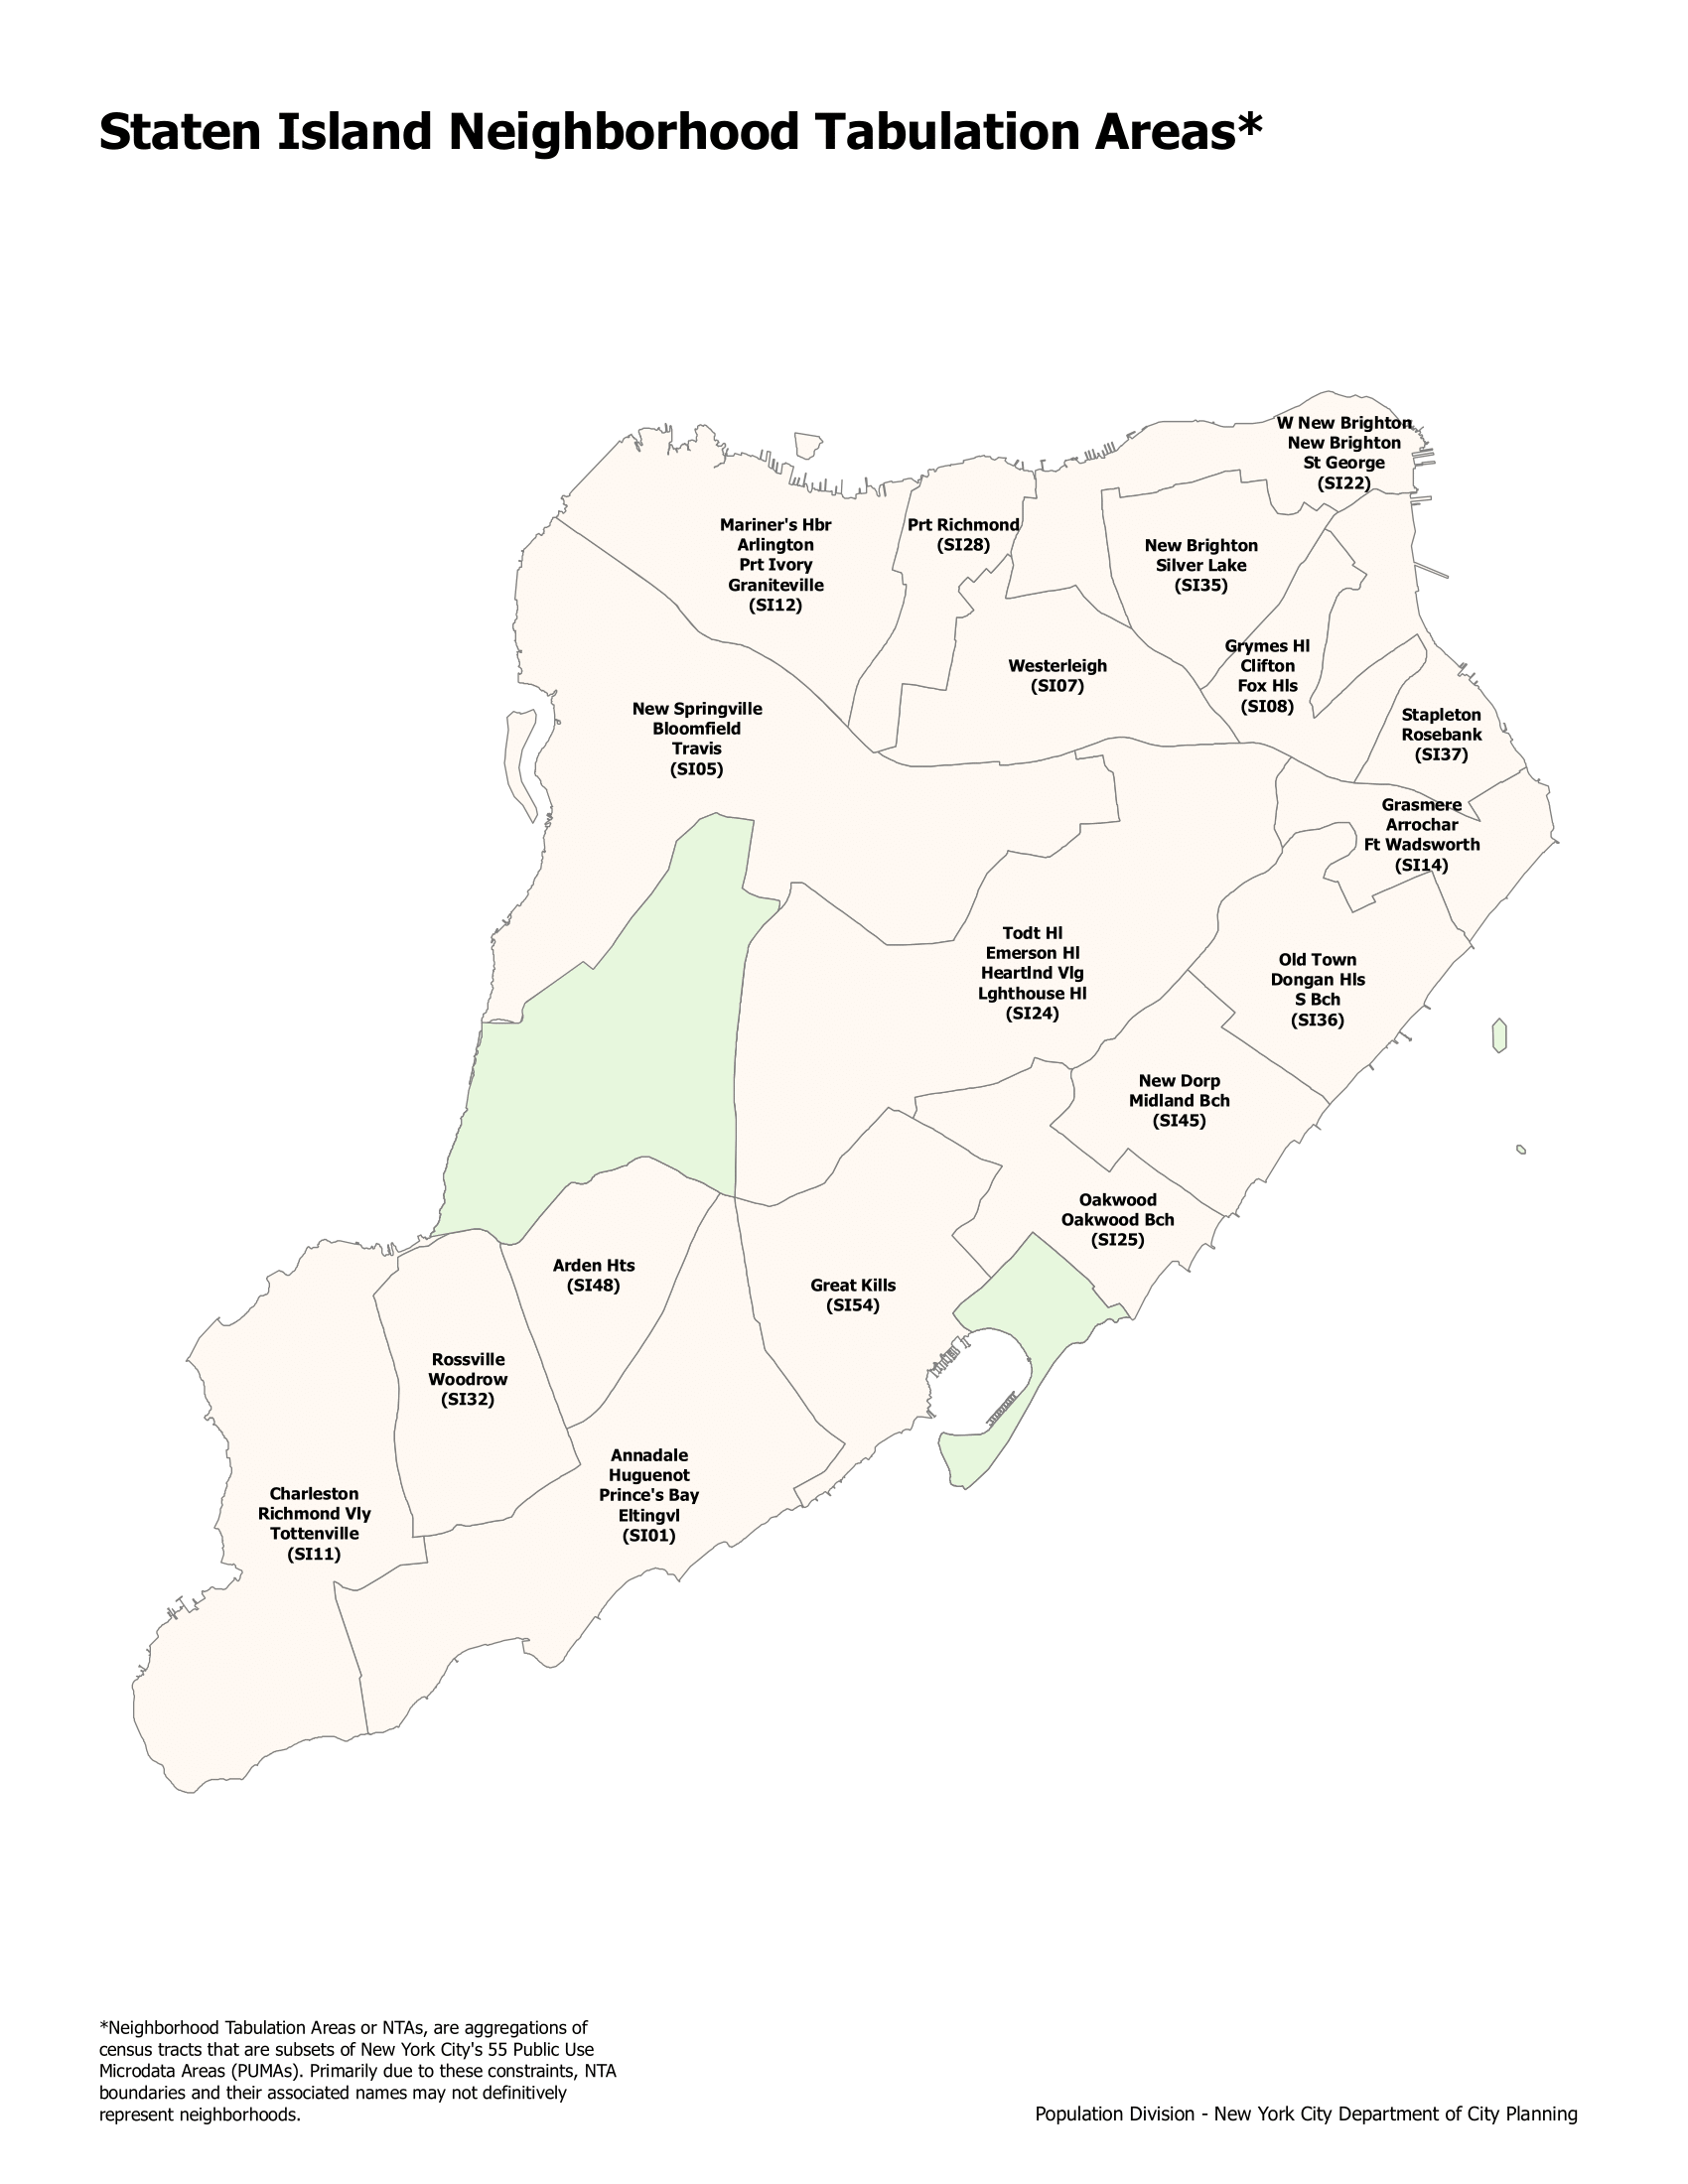 Staten Island Neighborhood Tabulation Areas*
W New Brighton
New Brighton
St George
(SI22)
Mariner's Hbr
Arlington
Prt Ivory
Graniteville
(SI12)
Prt Richmond
(SI28)
New Brighton
Silver Lake
(SI35)
Grymes Hl
Clifton
Fox Hls
(SI08)
Westerleigh
(SI07)
New Springville
Bloomfield
Travis
(SI05)
Stapleton
Rosebank
(SI37)
Grasmere
Arrochar
Ft Wadsworth
(SI14)
Todt Hl
Emerson Hl
Heartlnd Vlg
Lghthouse Hl
(SI24)
Old Town
Dongan Hls
S Bch
(SI36)
New Dorp
Midland Bch
(SI45)
Oakwood
Oakwood Bch
(SI25)
Arden Hts
(SI48)
Great Kills
(SI54)
Rossville
Woodrow
(SI32)
Annadale
Huguenot
Prince's Bay
Eltingvl
(SI01)
Charleston
Richmond Vly
Tottenville
(SI11)
*Neighborhood Tabulation Areas or NTAs, are aggregations of
census tracts that are subsets of New York City's 55 Public Use
Microdata Areas (PUMAs). Primarily due to these constraints, NTA
boundaries and their associated names may not definitively
represent neighborhoods.
Population Division - New York City Department of City Planning